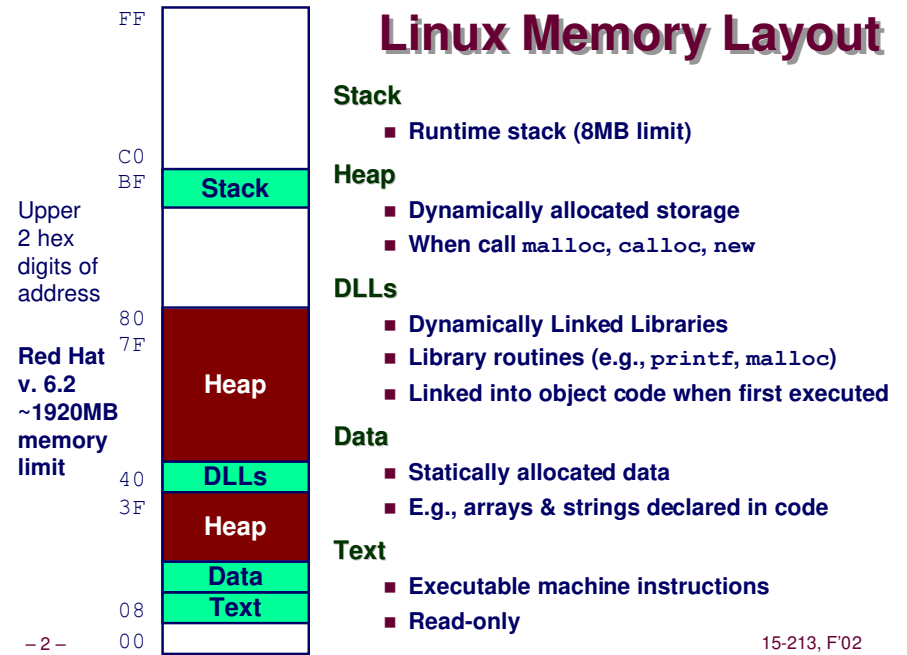 Linux Memory Layout
FF
C0
BF
Stack
Upper
2 hex
digits of
address
80
7F
Red Hat
v. 6.2
~1920MB
memory
limit
Heap
40
DLLs
3F
Heap
Data
08
Text
00
Stack
■ Runtime stack (8MB limit)
Heap
■ Dynamically allocated storage
■ When call malloc, calloc, new
DLLs
■ Dynamically Linked Libraries
■ Library routines (e.g., printf, malloc)
■ Linked into object code when first executed
Data
■ Statically allocated data
■ E.g., arrays & strings declared in code
Text
■ Executable machine instructions
■ Read-only
– 2 –
15-213, F'02